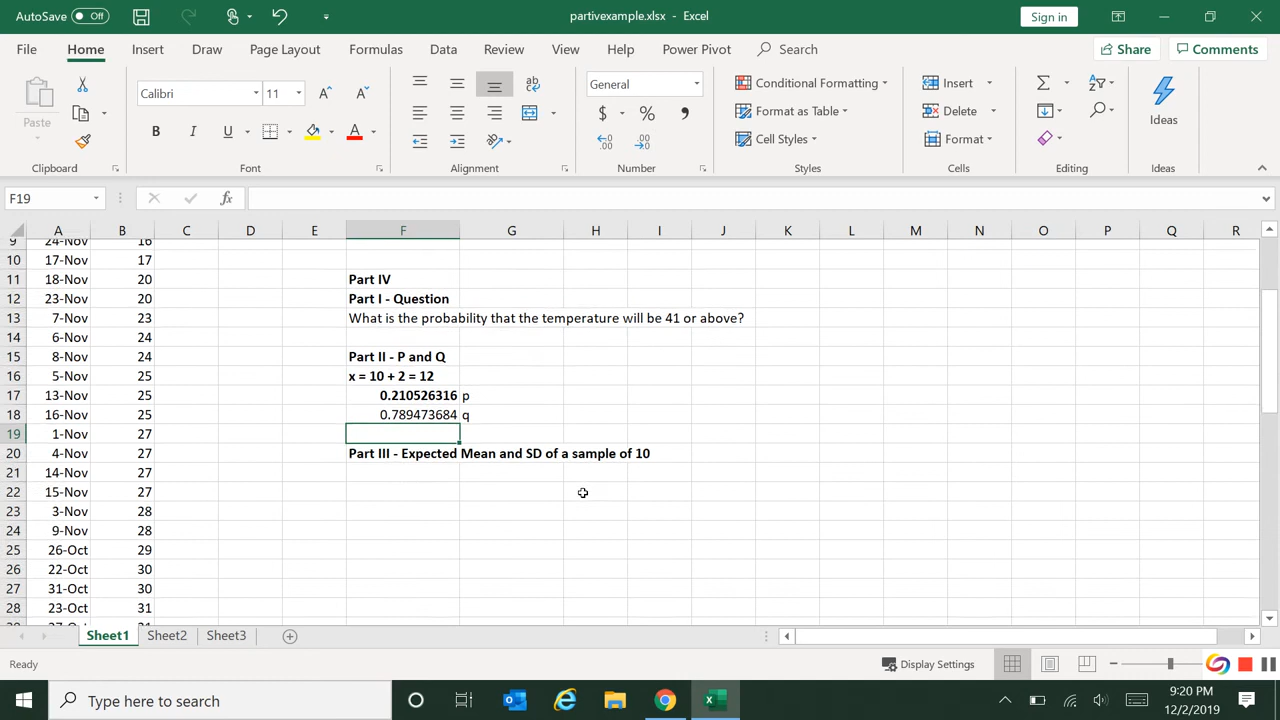 AutoSave Off partivexample.xlsx - Excel Sign in
File Home Insert Draw Page Layout Formulas Data Review View Help Power Pivot Search Share Comments
Paste Calibri 11 General Conditional Formatting Insert
$ % Format as Table Delete Ideas
B I U A Cell Styles Format
Clipboard Font Alignment Number Styles Cells Editing Ideas
F19 fx
A B C D E F G H I J K L M N O P Q R
9 24-Nov 16
10 17-Nov 17
11 18-Nov 20 Part IV
12 23-Nov 20 Part I - Question
13 7-Nov 23 What is the probability that the temperature will be 41 or above?
14 6-Nov 24
15 8-Nov 24 Part II - P and Q
16 5-Nov 25 x = 10 + 2 = 12
17 13-Nov 25 0.210526316 p
18 16-Nov 25 0.789473684 q
19 1-Nov 27
20 4-Nov 27 Part III - Expected Mean and SD of a sample of 10
21 14-Nov 27
22 15-Nov 27
23 3-Nov 28
24 9-Nov 28
25 26-Oct 29
26 22-Oct 30
27 31-Oct 30
28 23-Oct 31
Sheet1 Sheet2 Sheet3
Ready Display Settings
Type here to search 9:20 PM
12/2/2019